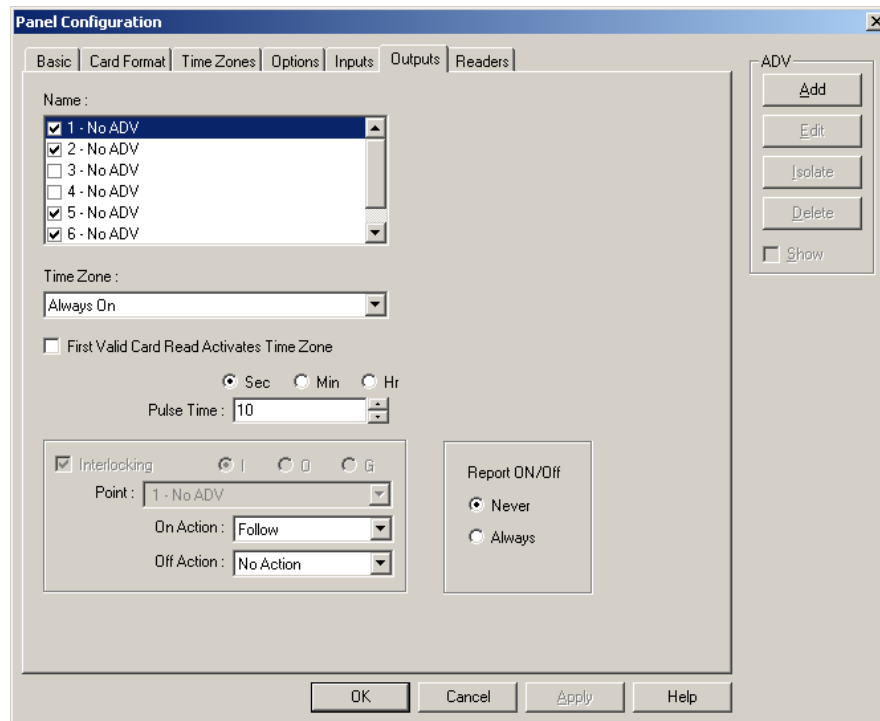 Panel Configuration
Basic
Card Format
Time Zones
Options
Inputs
Outputs
Readers
Name :
1 - No ADV
2 - No ADV
3 - No ADV
4 - No ADV
5 - No ADV
6 - No ADV
Time Zone :
Always On
First Valid Card Read Activates Time Zone
Sec Min Hr
Pulse Time : 10
Interlocking I O G
Point : 1 - No ADV
On Action : Follow
Off Action : No Action
Report ON/Off
Never
Always
ADV
Add
Edit
Isolate
Delete
Show
OK
Cancel
Apply
Help